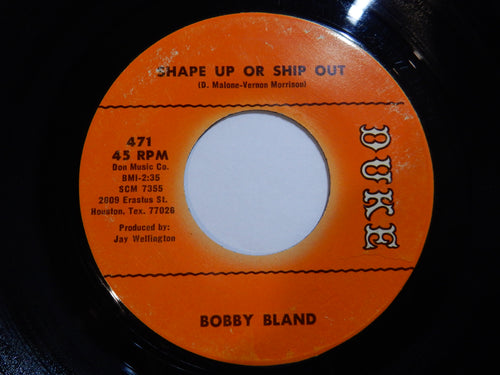 SHAPE UP OR SHIP OUT
(D. Malone-Vernon Morrison)
471
45 RPM
Don Music Co.
BMI-2:35
SCM 7355
2809 Erastus St.
Houston, Tex. 77026
Produced by:
Jay Wellington
DUKE
BOBBY BLAND